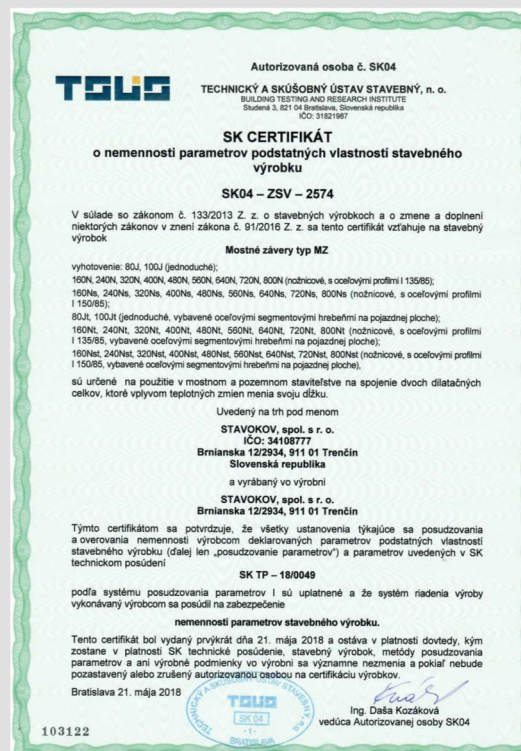 Autorizovaná osoba č. SK04
TSÚS
TECHNICKÝ A SKÚŠOBNÝ ÚSTAV STAVEBNÝ, n. o.
BUILDING TESTING AND RESEARCH INSTITUTE
Studená 3, 821 04 Bratislava, Slovenská republika
IČO: 31821987
SK CERTIFIKÁT
o nemennosti parametrov podstatných vlastností stavebného
výrobku
SK04 – ZSV – 2574
V súlade so zákonom č. 133/2013 Z. z. o stavebných výrobkoch a o zmene a doplnení
niektorých zákonov v znení zákona č. 91/2016 Z. z. sa tento certifikát vzťahuje na stavebný
výrobok
Mostné závery typ MZ
vyhotovenie: 80J, 100J (jednoduché);
160N, 240N, 320N, 400N, 480N, 560N, 640N, 720N, 800N (nožnicové, s oceľovými profilmi I 135/85);
160Ns, 240Ns, 320Ns, 400Ns, 480Ns, 560Ns, 640Ns, 720Ns, 800Ns (nožnicové, s oceľovými profilmi
I 150/85);
80Jt, 100Jt (jednoduché, vybavené oceľovými segmentovými hrebeňmi na pojazdnej ploche);
160Nt, 240Nt, 320Nt, 400Nt, 480Nt, 560Nt, 640Nt, 720Nt, 800Nt (nožnicové, s oceľovými profilmi
I 135/85, vybavené oceľovými segmentovými hrebeňmi na pojazdnej ploche);
160Nst, 240Nst, 320Nst, 400Nst, 480Nst, 560Nst, 640Nst, 720Nst, 800Nst (nožnicové, s oceľovými profilmi
I 150/85, vybavené oceľovými segmentovými hrebeňmi na pojazdnej ploche),
sú určené na použitie v mostnom a pozemnom staviteľstve na spojenie dvoch dilatačných
celkov, ktoré vplyvom teplotných zmien menia svoju dĺžku.
Uvedený na trh pod menom
STAVOKOV, spol. s r. o.
IČO: 34108777
Brnianska 12/2934, 911 01 Trenčín
Slovenská republika
a vyrábaný vo výrobni
STAVOKOV, spol. s r. o.
Brnianska 12/2934, 911 01 Trenčín
Týmto certifikátom sa potvrdzuje, že všetky ustanovenia týkajúce sa posudzovania
a overovania nemennosti výrobcom deklarovaných parametrov podstatných vlastností
stavebného výrobku (ďalej len „posudzovanie parametrov") a parametrov uvedených v SK
technickom posúdení
SK TP – 18/0049
podľa systému posudzovania parametrov I sú uplatnené a že systém riadenia výroby
vykonávaný výrobcom sa posúdil na zabezpečenie
nemennosti parametrov stavebného výrobku.
Tento certifikát bol vydaný prvýkrát dňa 21. mája 2018 a ostáva v platnosti dovtedy, kým
zostane v platnosti SK technické posúdenie, stavebný výrobok, metódy posudzovania
parametrov a ani výrobné podmienky vo výrobni sa významne nezmenia a pokiaľ nebude
pozastavený alebo zrušený autorizovanou osobou na certifikáciu výrobkov.
Bratislava 21. mája 2018
TECHNICKÝ A SKÚŠOBNÝ ÚSTAV STAVEBNÝ, n.o.
TSÚS
SK 04
-1-
BRATISLAVA
Ing. Daša Kozáková
vedúca Autorizovanej osoby SK04
103122